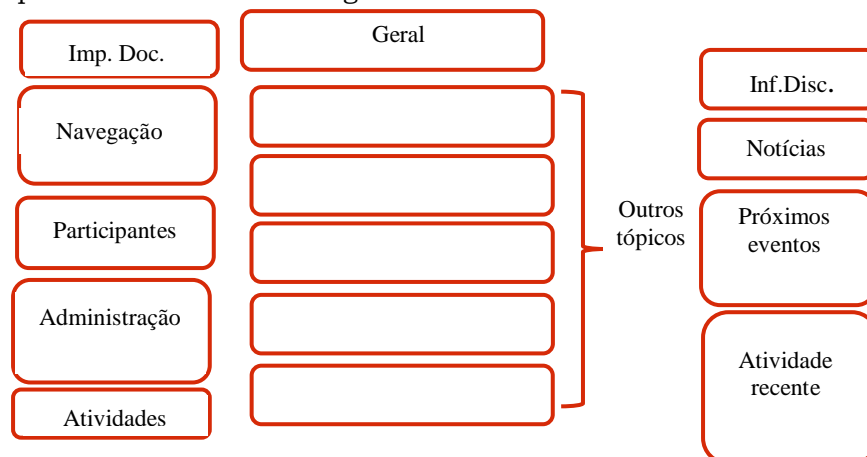 Imp. Doc.
Navegação
Participantes
Administração
Atividades
Geral
Outros
tópicos
Inf.Disc.
Notícias
Próximos
eventos
Atividade
recente